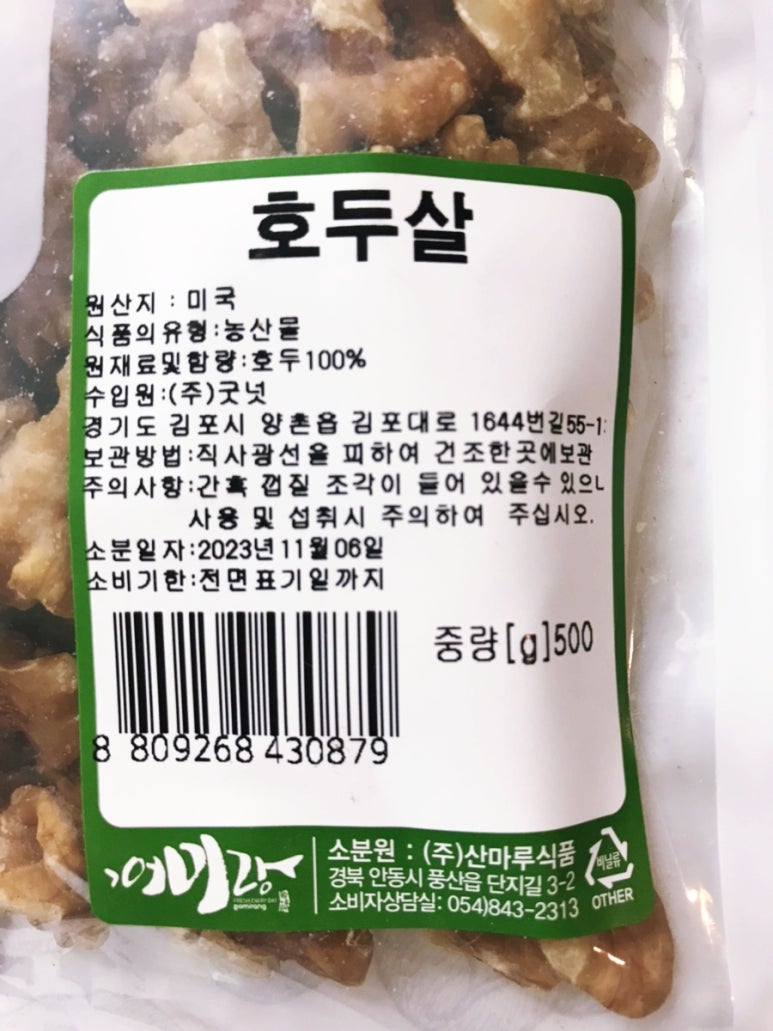 호두살
원산지 : 미국
식품의유형:농산물
원재료및함량:호두100%
수입원:(주)굿넛
경기도 김포시 양촌읍 김포대로 1644번길55-1
보관방법:직사광선을 피하여 건조한곳에보관
주의사항:간혹 껍질 조각이 들어 있을수 있으니
사용 및 섭취시 주의하여 주십시오.
소분일자:2023년11월06일
소비기한:전면표기일까지
중량[g]500
8 809268 430879
소분원 : (주)산마루식품
경북 안동시 풍산읍 단지길 3-2
소비자상담실: 054)843-2313
비닐류
OTHER